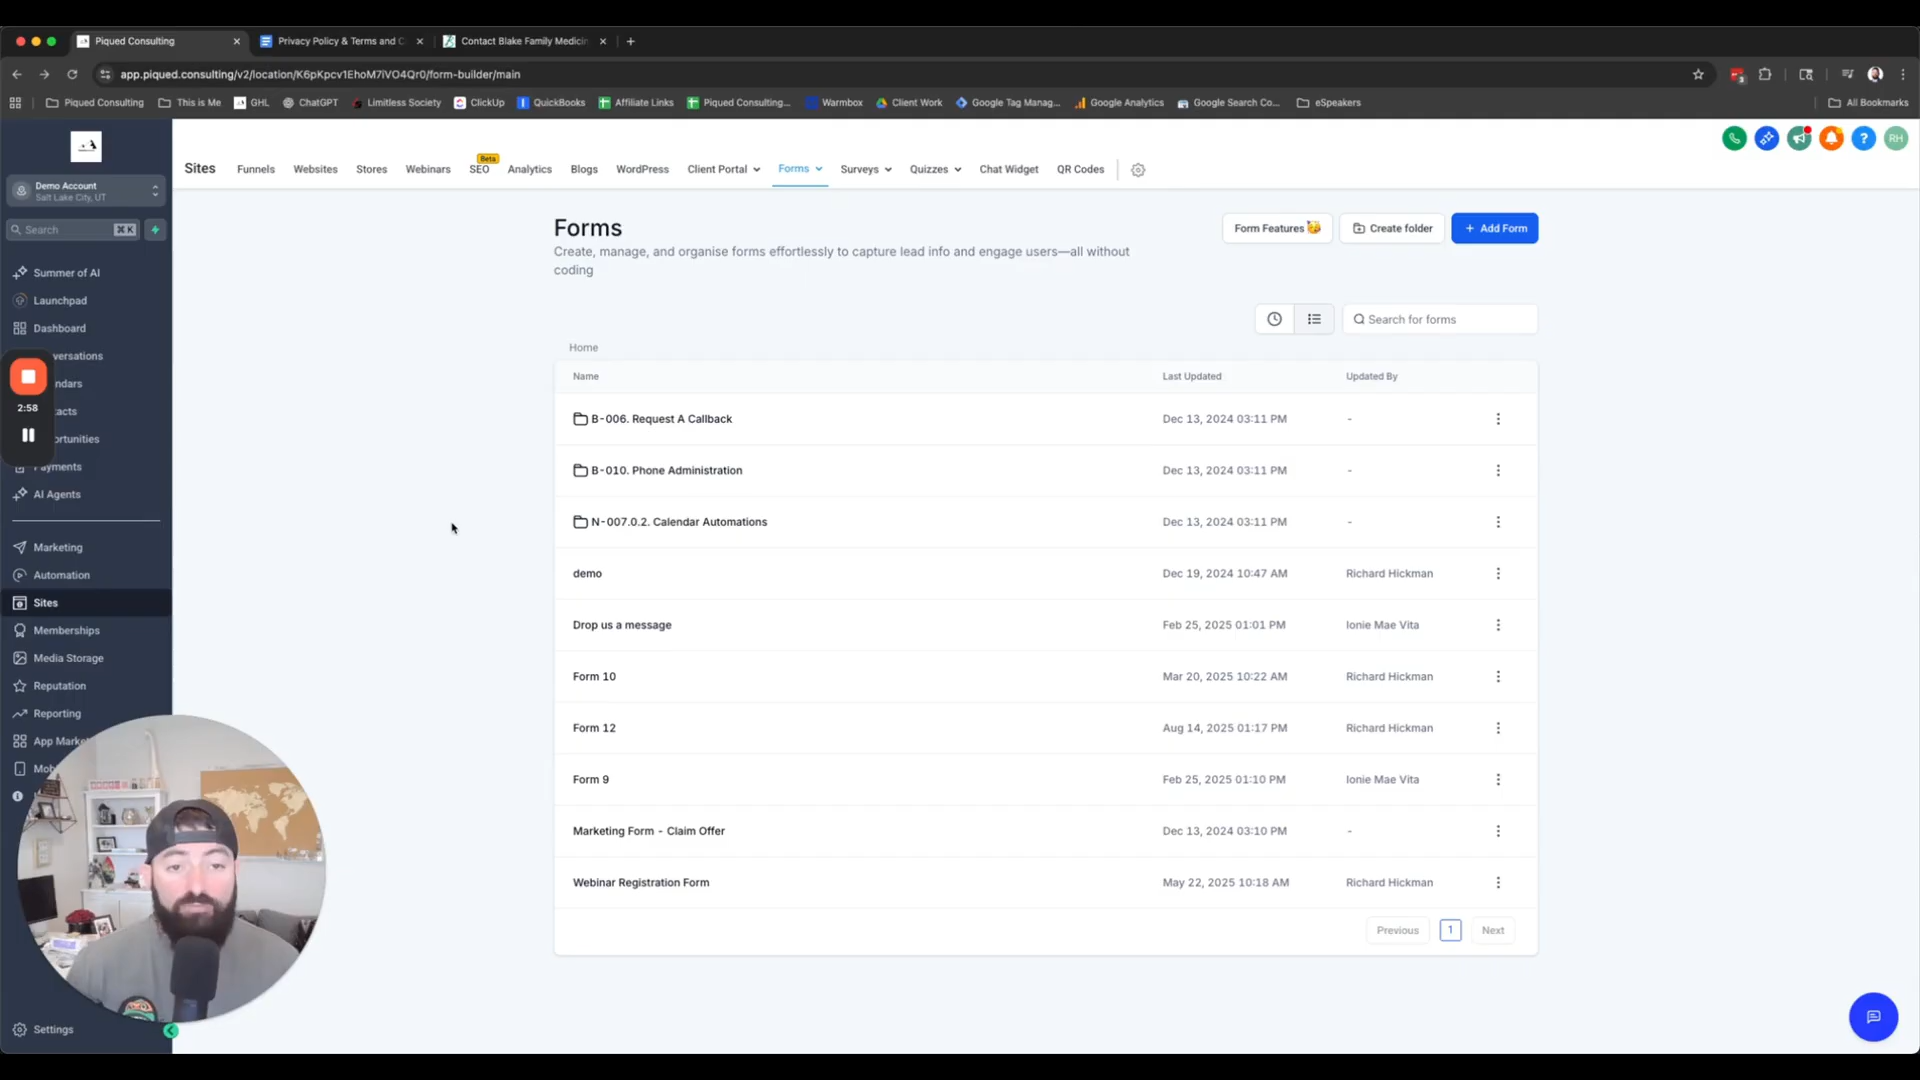 Piqued Consulting
Privacy Policy & Terms and C
Contact Blake Family Medicin
app.piqued.consulting/v2/location/K6pKpcv1EhoM7iVO4Qr0/form-builder/main
Piqued Consulting
This is Me
GHL
ChatGPT
Limitless Society
ClickUp
QuickBooks
Affiliate Links
Piqued Consulting...
Warmbox
Client Work
Google Tag Manag...
Google Analytics
Google Search Co...
eSpeakers
All Bookmarks
Demo Account
Salt Lake City, UT
Search
⌘K
Summer of AI
Launchpad
Dashboard
versations
ndars
acts
ortunities
Payments
AI Agents
2:58
Marketing
Automation
Sites
Memberships
Media Storage
Reputation
Reporting
App Marke
Mob
Settings
Sites
Funnels
Websites
Stores
Webinars
Beta
SEO
Analytics
Blogs
WordPress
Client Portal
Forms
Surveys
Quizzes
Chat Widget
QR Codes
RH
Forms
Create, manage, and organise forms effortlessly to capture lead info and engage users—all without
coding
Form Features
Create folder
+ Add Form
Search for forms
Home
Name Last Updated Updated By
B-006. Request A Callback Dec 13, 2024 03:11 PM -
B-010. Phone Administration Dec 13, 2024 03:11 PM -
N-007.0.2. Calendar Automations Dec 13, 2024 03:11 PM -
demo Dec 19, 2024 10:47 AM Richard Hickman
Drop us a message Feb 25, 2025 01:01 PM Ionie Mae Vita
Form 10 Mar 20, 2025 10:22 AM Richard Hickman
Form 12 Aug 14, 2025 01:17 PM Richard Hickman
Form 9 Feb 25, 2025 01:10 PM Ionie Mae Vita
Marketing Form - Claim Offer Dec 13, 2024 03:10 PM -
Webinar Registration Form May 22, 2025 10:18 AM Richard Hickman
Previous 1 Next